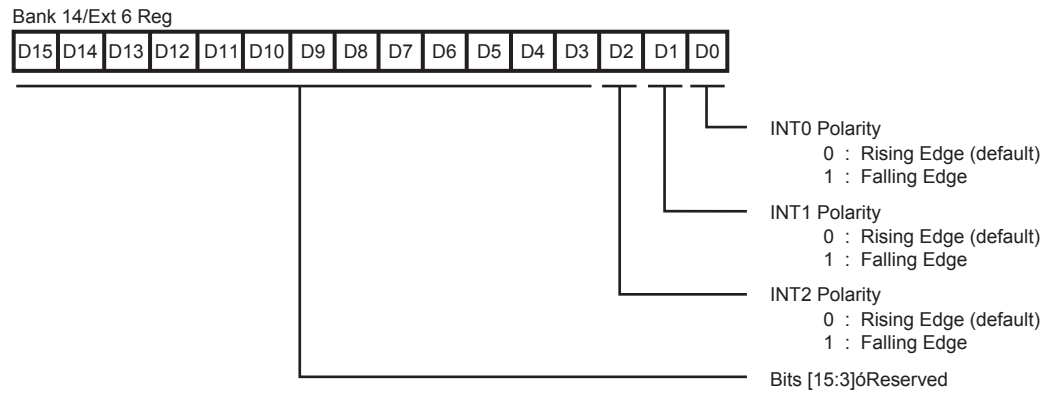 Bank 14/Ext 6 Reg
D15 D14 D13 D12 D11 D10 D9 D8 D7 D6 D5 D4 D3 D2 D1 D0
INT0 Polarity
0 : Rising Edge (default)
1 : Falling Edge
INT1 Polarity
0 : Rising Edge (default)
1 : Falling Edge
INT2 Polarity
0 : Rising Edge (default)
1 : Falling Edge
Bits [15:3]óReserved